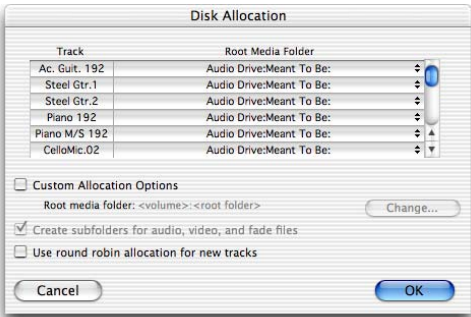 Disk Allocation
Track Root Media Folder
Ac. Guit. 192 Audio Drive:Meant To Be:
Steel Gtr.1 Audio Drive:Meant To Be:
Steel Gtr.2 Audio Drive:Meant To Be:
Piano 192 Audio Drive:Meant To Be:
Piano M/S 192 Audio Drive:Meant To Be:
CelloMic.02 Audio Drive:Meant To Be:
Custom Allocation Options
Root media folder: <volume>:<root folder>
Change...
Create subfolders for audio, video, and fade files
Use round robin allocation for new tracks
Cancel OK